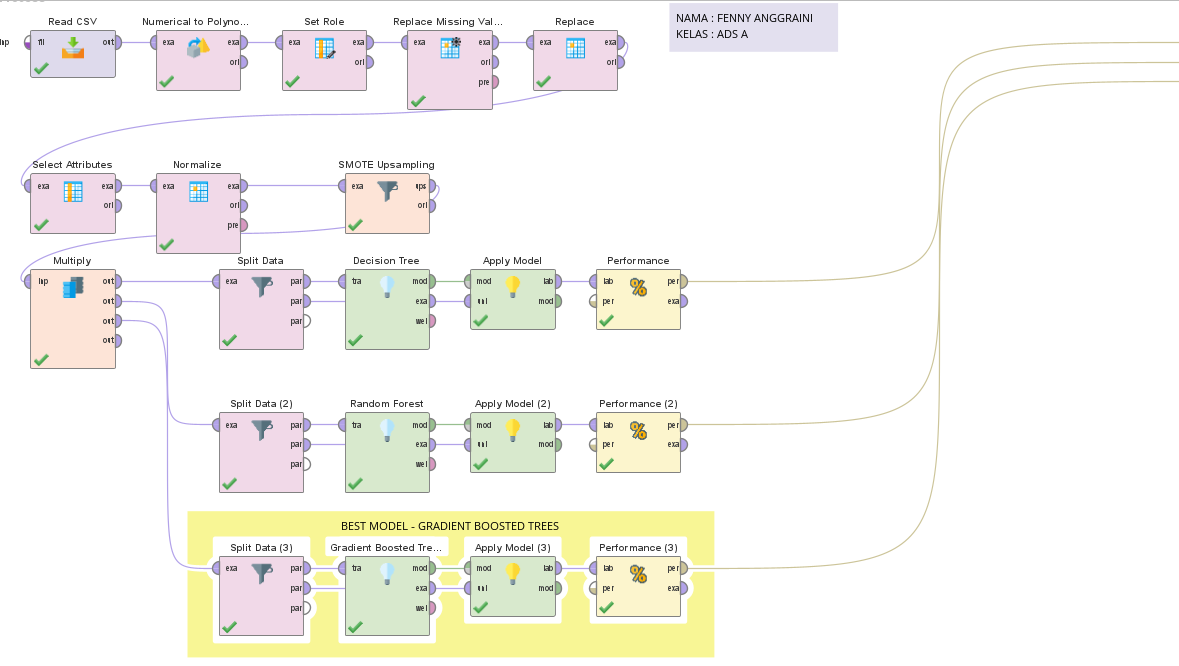 Read CSV
Numerical to Polyno...
Set Role
Replace Missing Val...
Replace
NAMA : FENNY ANGGRAINI
KELAS : ADS A
inp
fil
out
exa
exa
ori
exa
exa
ori
exa
exa
ori
pre
exa
exa
ori
Select Attributes
Normalize
SMOTE Upsampling
exa
exa
ori
exa
exa
ori
pre
exa
ups
ori
Multiply
Split Data
Decision Tree
Apply Model
Performance
inp
out
out
out
out
exa
par
par
par
tra
mod
exa
wei
mod
unl
lab
mod
lab
per
per
exa
Split Data (2)
Random Forest
Apply Model (2)
Performance (2)
exa
par
par
par
tra
mod
exa
wei
mod
unl
lab
mod
lab
per
per
exa
BEST MODEL - GRADIENT BOOSTED TREES
Split Data (3)
Gradient Boosted Tre...
Apply Model (3)
Performance (3)
exa
par
par
par
tra
mod
exa
wei
mod
unl
lab
mod
lab
per
per
exa